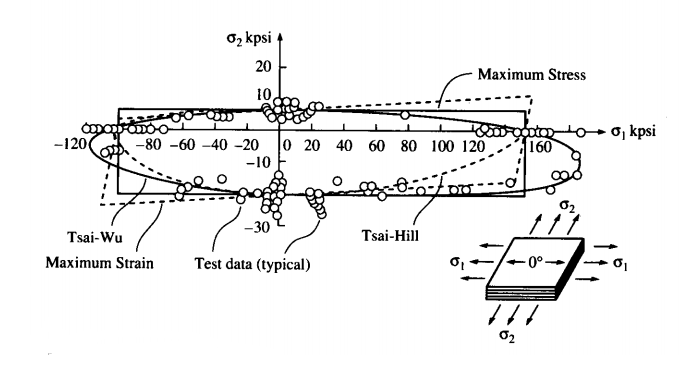 σ₂ kpsi
20
10
Maximum Stress
σ₁ kpsi
−120
−80 −60 −40 −20 0 20 40 60 80 100 120 160
−10
−30
Tsai-Wu
Maximum Strain
Test data (typical)
Tsai-Hill
σ₂
σ₁
0°
σ₁
σ₂